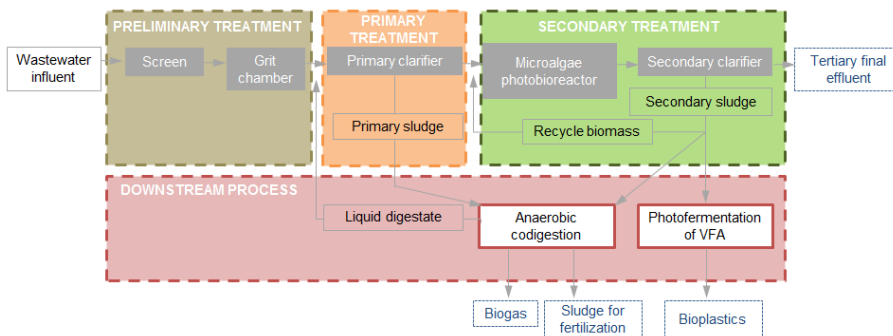 PRELIMINARY TREATMENT
PRIMARY
TREATMENT
SECONDARY TREATMENT
Wastewater
influent
Screen
Grit
chamber
Primary clarifier
Microalgae
photobioreactor
Secondary clarifier
Tertiary final
effluent
Secondary sludge
Primary sludge
Recycle biomass
DOWNSTREAM PROCESS
Liquid digestate
Anaerobic
codigestion
Photofermentation
of VFA
Biogas
Sludge for
fertilization
Bioplastics